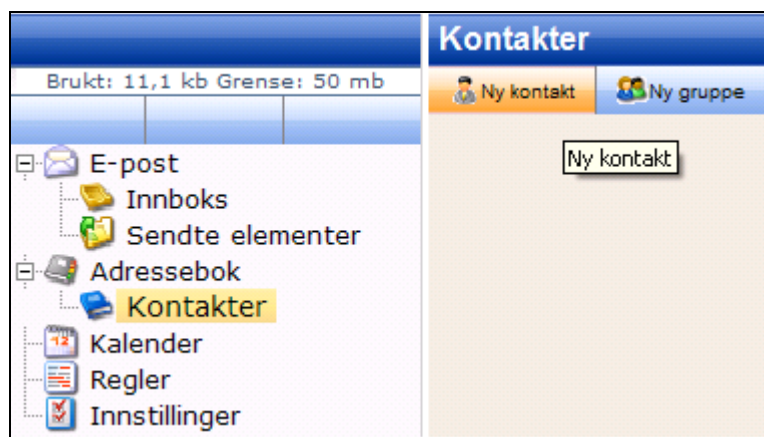 Kontakter
Brukt: 11,1 kb Grense: 50 mb
Ny kontakt
Ny gruppe
Ny kontakt
E-post
Innboks
Sendte elementer
Adressebok
Kontakter
12
Kalender
Regler
Innstillinger